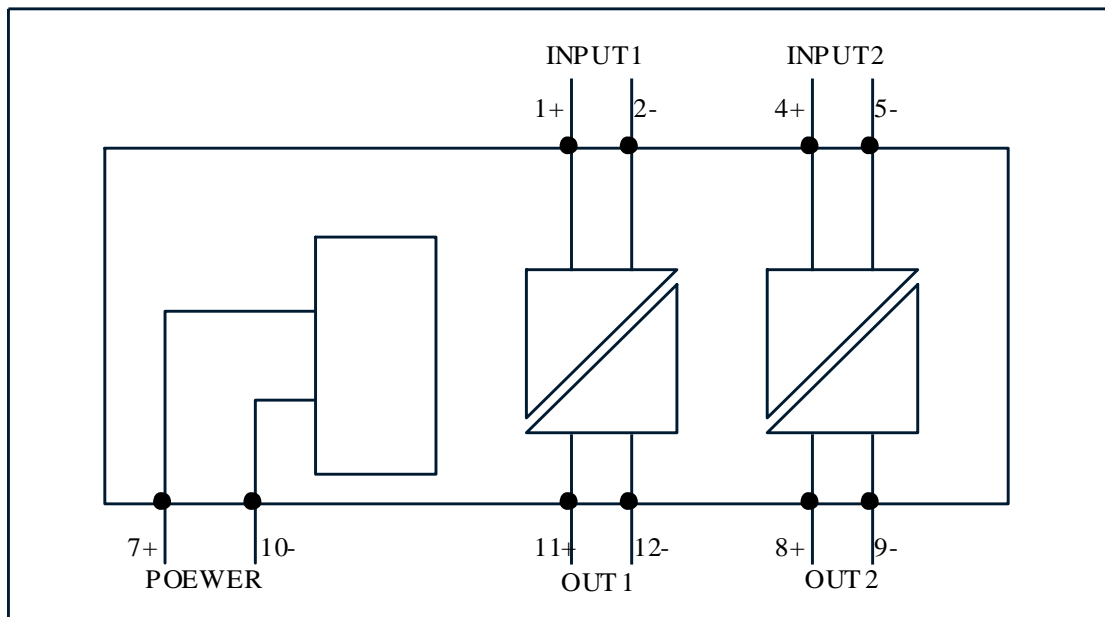 INPUT1 INPUT2
1+ 2- 4+ 5-
7+ 10- 11+ 12- 8+ 9-
POEWER OUT1 OUT2